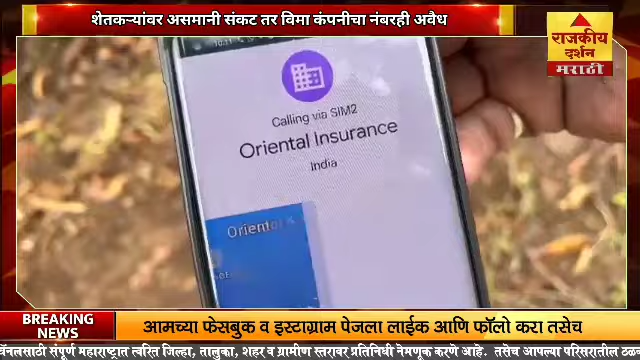 शेतकऱ्यांवर असमानी संकट तर विमा कंपनीचा नंबरही अवैध
राजकीय
दर्शन
मराठी
Calling via SIM2
Oriental Insurance
India
BREAKING
NEWS
आमच्या फेसबुक व इस्टाग्राम पेजला लाईक आणि फॉलो करा तसेच
संपूर्ण महाराष्ट्रात त्वरित जिल्हा, तालुका, शहर व ग्रामीण स्तरावर प्रतिनिधी नेमणूक करणे आहे. तसेच आपल्या परिसरातील